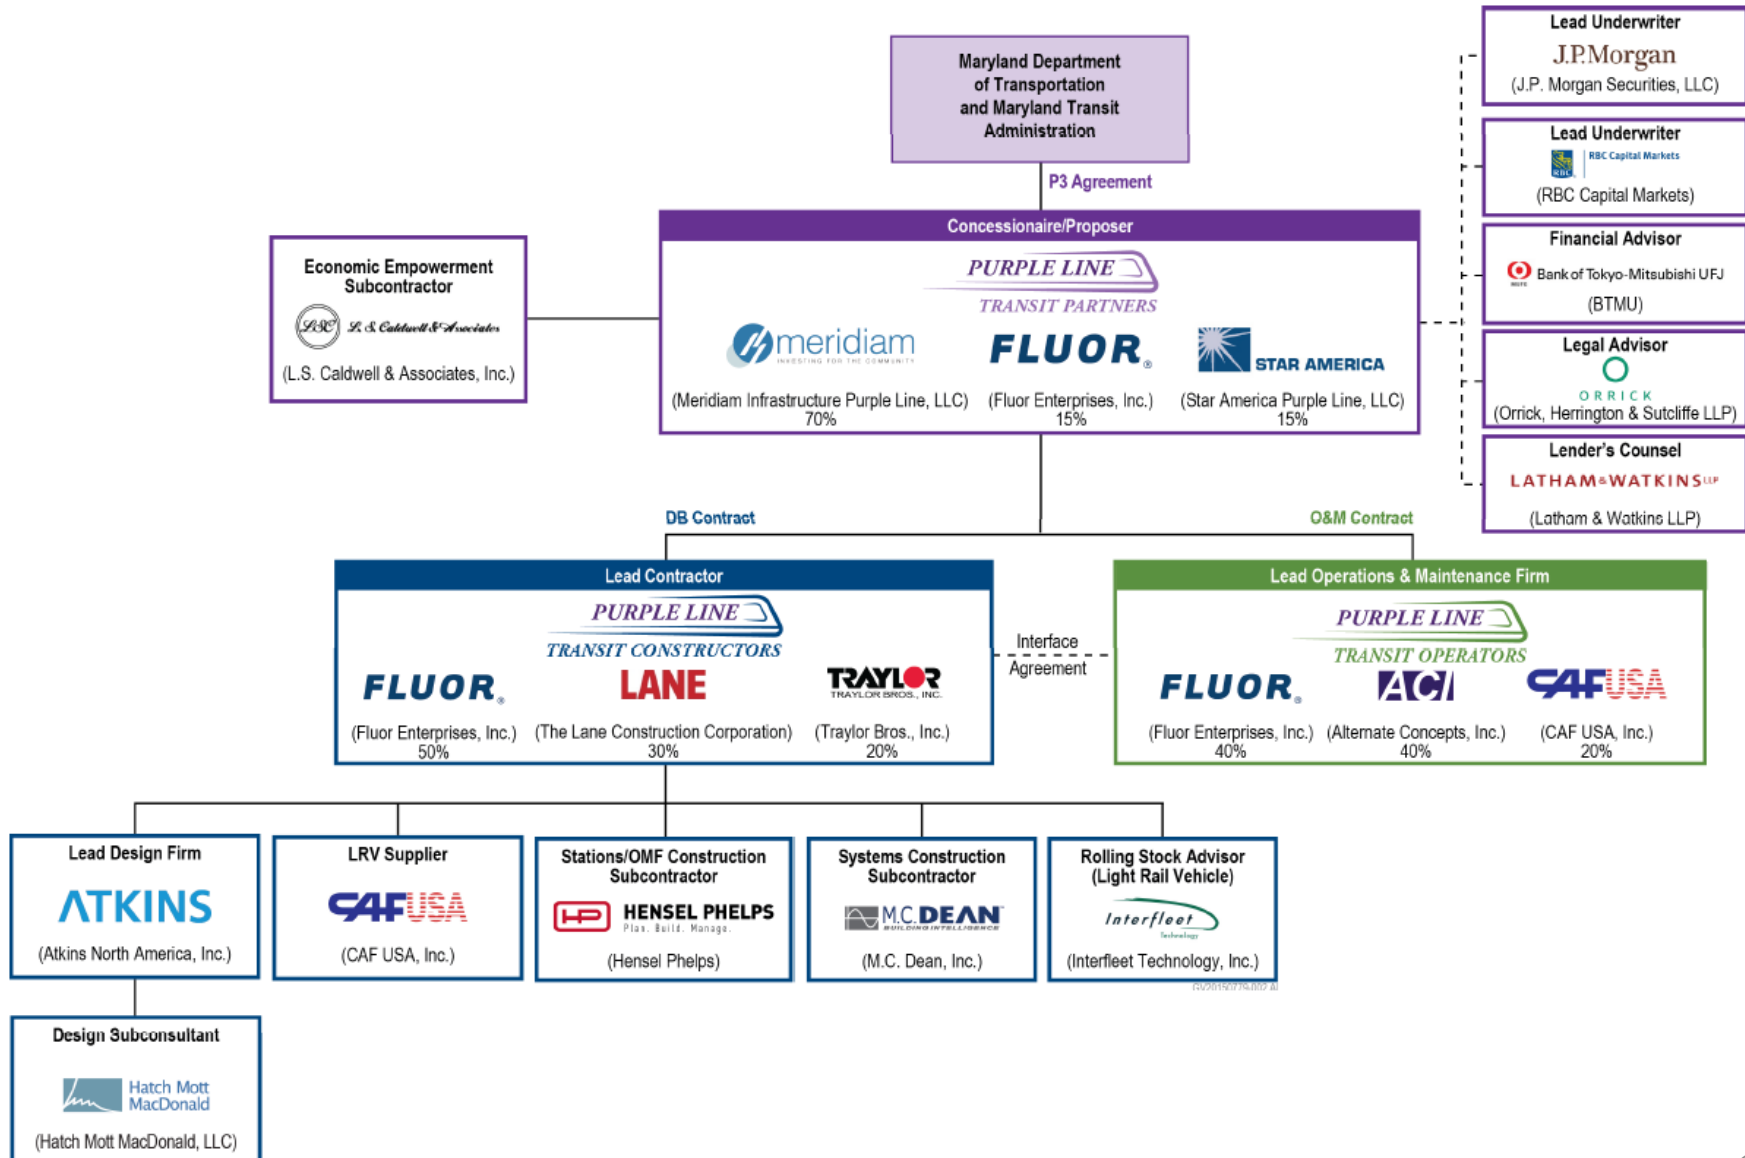 Maryland Department
of Transportation
and Maryland Transit
Administration
P3 Agreement
Lead Underwriter
J.P.Morgan
(J.P. Morgan Securities, LLC)
Lead Underwriter
RBC
RBC Capital Markets
(RBC Capital Markets)
Financial Advisor
MUFG
Bank of Tokyo-Mitsubishi UFJ
(BTMU)
Legal Advisor
ORRICK
(Orrick, Herrington & Sutcliffe LLP)
Lender's Counsel
LATHAM & WATKINS LLP
(Latham & Watkins LLP)
Economic Empowerment
Subcontractor
LSC L. S. Caldwell & Associates
(L.S. Caldwell & Associates, Inc.)
Concessionaire/Proposer
PURPLE LINE
TRANSIT PARTNERS
meridiam
INVESTING FOR THE COMMUNITY
(Meridiam Infrastructure Purple Line, LLC)
70%
FLUOR®
(Fluor Enterprises, Inc.)
15%
STAR AMERICA
(Star America Purple Line, LLC)
15%
DB Contract
O&M Contract
Lead Contractor
PURPLE LINE
TRANSIT CONSTRUCTORS
FLUOR®
(Fluor Enterprises, Inc.)
50%
LANE
(The Lane Construction Corporation)
30%
TRAYLOR
TRAYLOR BROS., INC.
(Traylor Bros., Inc.)
20%
Interface
Agreement
Lead Operations & Maintenance Firm
PURPLE LINE
TRANSIT OPERATORS
FLUOR®
(Fluor Enterprises, Inc.)
40%
ACI
(Alternate Concepts, Inc.)
40%
CAF USA
(CAF USA, Inc.)
20%
Lead Design Firm
ATKINS
(Atkins North America, Inc.)
LRV Supplier
CAF USA
(CAF USA, Inc.)
Stations/OMF Construction
Subcontractor
HP HENSEL PHELPS
Plan. Build. Manage.
(Hensel Phelps)
Systems Construction
Subcontractor
M.C. DEAN
BUILDING INTELLIGENCE
(M.C. Dean, Inc.)
Rolling Stock Advisor
(Light Rail Vehicle)
Interfleet
Technology
(Interfleet Technology, Inc.)
GV20150779-002.AI
Design Subconsultant
Hatch Mott
MacDonald
(Hatch Mott MacDonald, LLC)